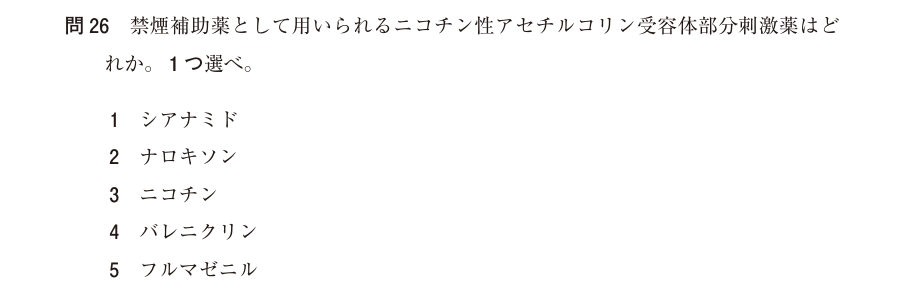 問 26　禁煙補助薬として用いられるニコチン性アセチルコリン受容体部分刺激薬はど
れか。1つ選べ。
1　シアナミド
2　ナロキソン
3　ニコチン
4　バレニクリン
5　フルマゼニル